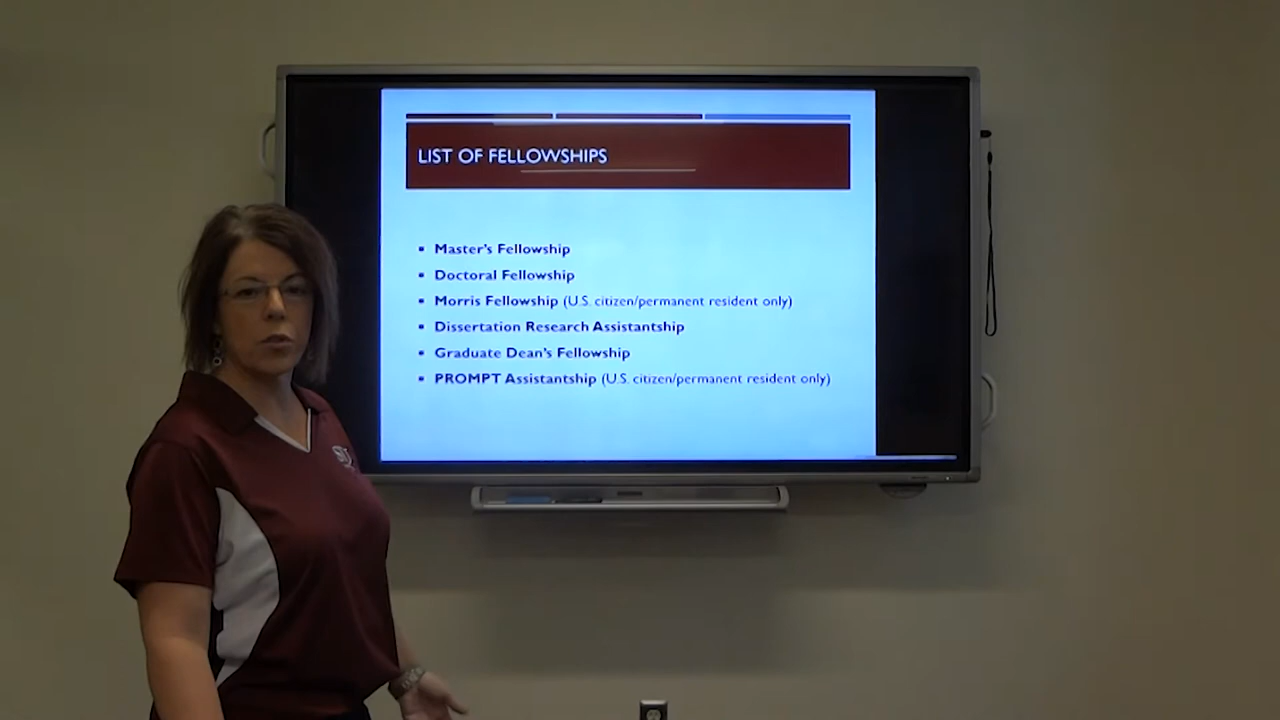 LIST OF FELLOWSHIPS
▪ Master's Fellowship
▪ Doctoral Fellowship
▪ Morris Fellowship (U.S. citizen/permanent resident only)
▪ Dissertation Research Assistantship
▪ Graduate Dean's Fellowship
▪ PROMPT Assistantship (U.S. citizen/permanent resident only)